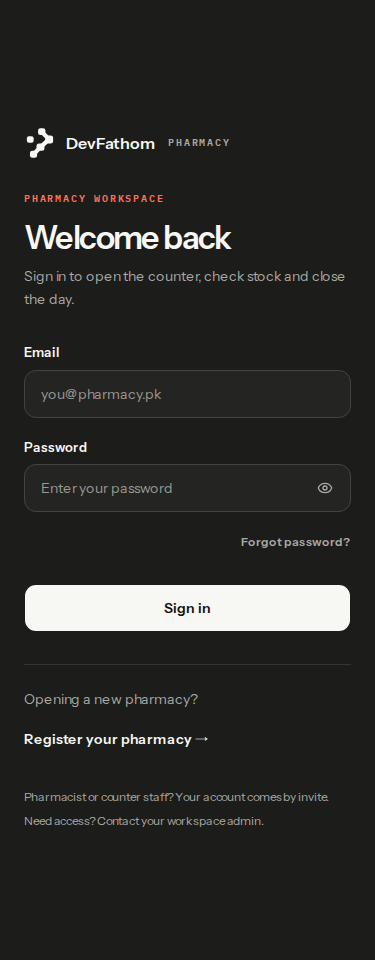 DevFathom PHARMACY
PHARMACY WORKSPACE
Welcome back
Sign in to open the counter, check stock and close
the day.
Email
you@pharmacy.pk
Password
Enter your password
Forgot password?
Sign in
Opening a new pharmacy?
Register your pharmacy →
Pharmacist or counter staff? Your account comes by invite.
Need access? Contact your workspace admin.